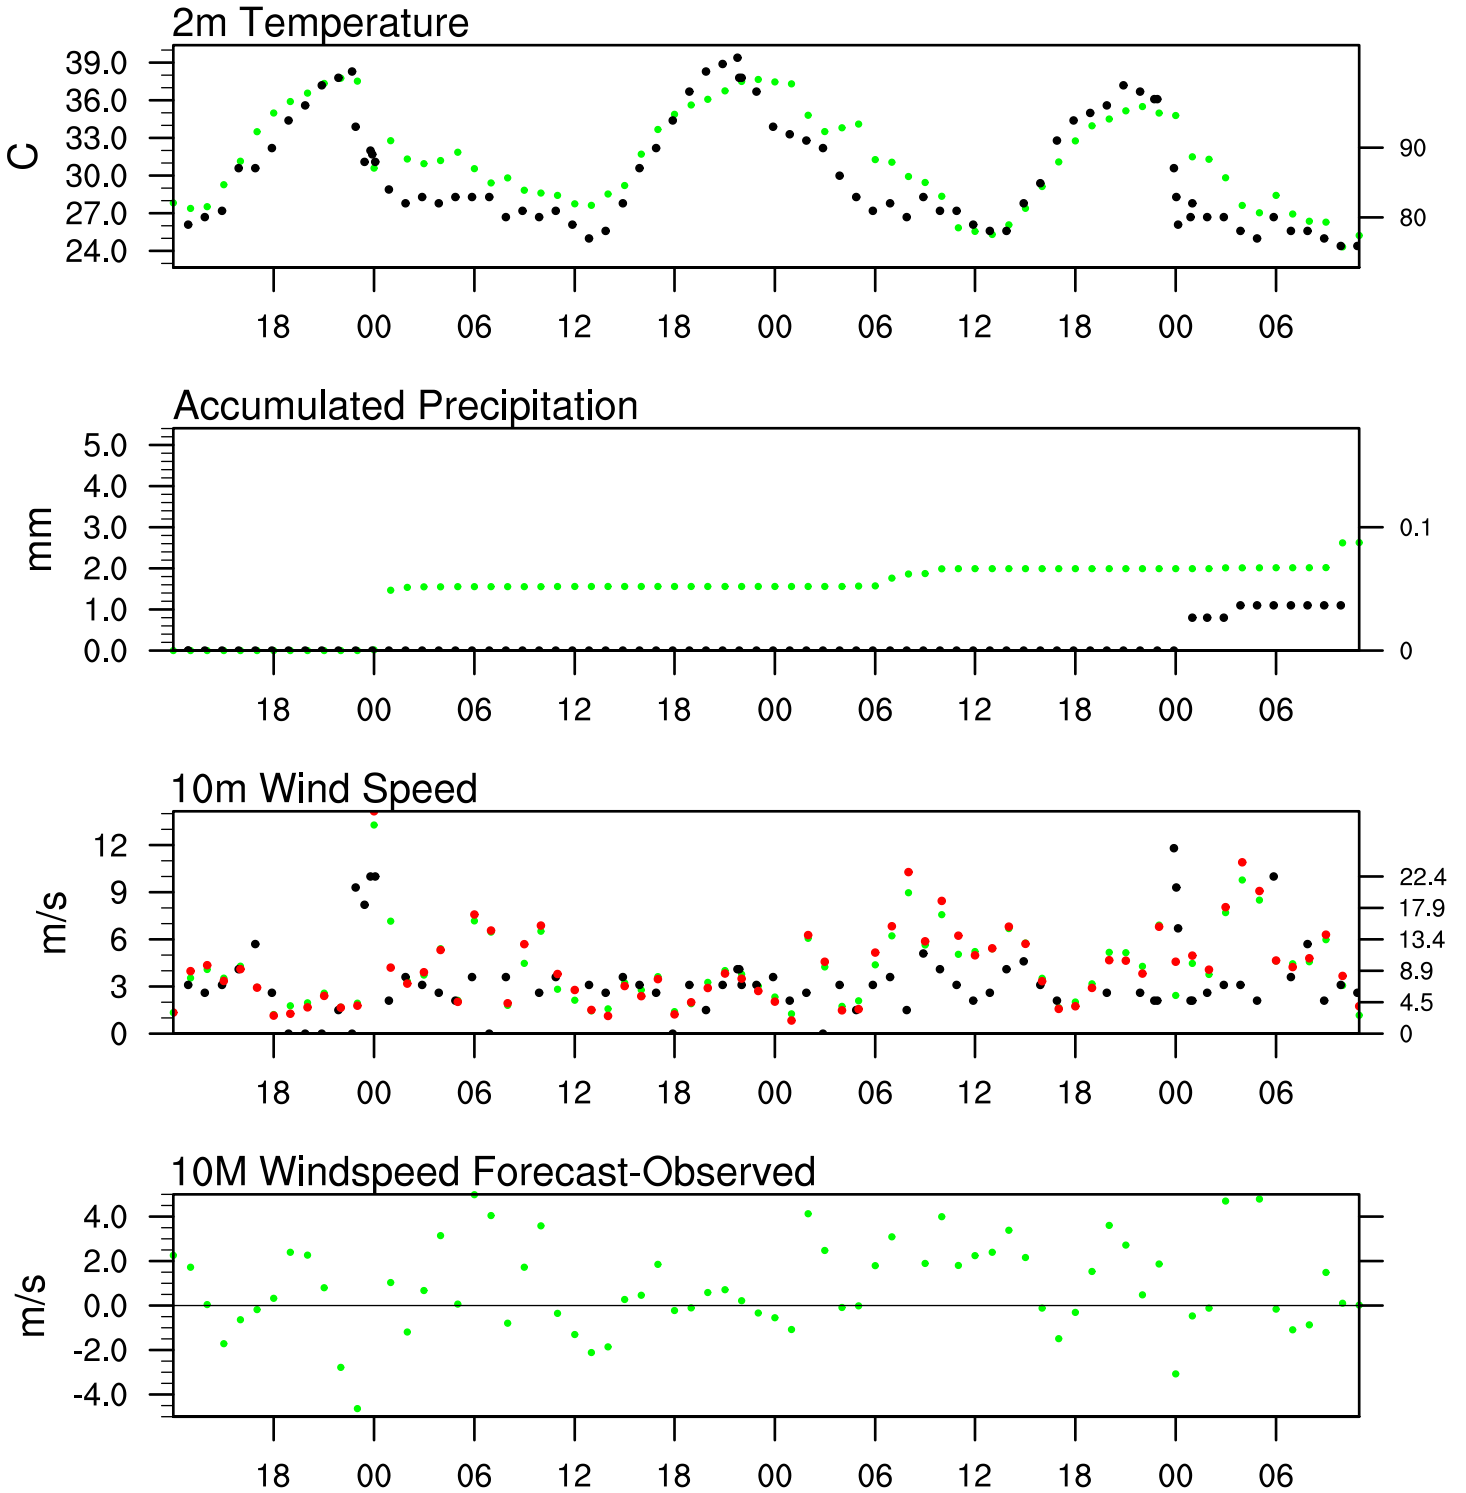 2m Temperature
39.0
36.0
33.0
30.0
27.0
24.0
C
90
80
18 00 06 12 18 00 06 12 18 00 06
Accumulated Precipitation
5.0
4.0
3.0
2.0
1.0
0.0
mm
0.1
0
18 00 06 12 18 00 06 12 18 00 06
10m Wind Speed
12
9
6
3
0
m/s
22.4
17.9
13.4
8.9
4.5
0
18 00 06 12 18 00 06 12 18 00 06
10M Windspeed Forecast-Observed
4.0
2.0
0.0
-2.0
-4.0
m/s
18 00 06 12 18 00 06 12 18 00 06